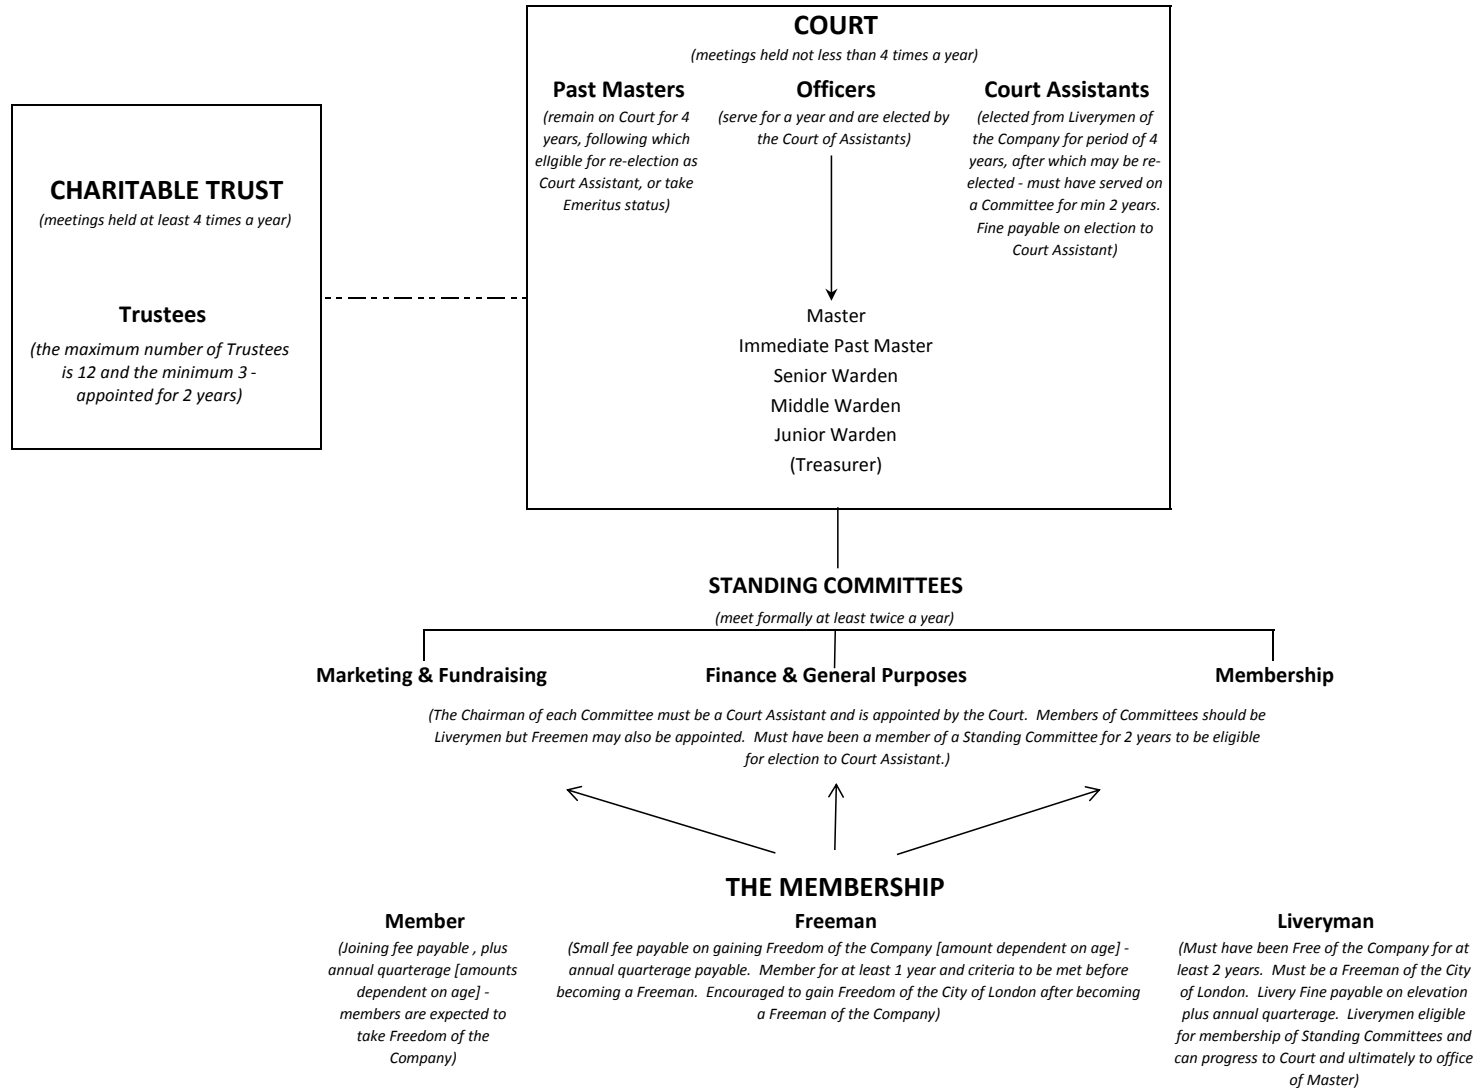 COURT
(meetings held not less than 4 times a year)
Past Masters
(remain on Court for 4
years, following which
ellgible for re-election as
Court Assistant, or take
Emeritus status)
Officers
(serve for a year and are elected by
the Court of Assistants)
Court Assistants
(elected from Liverymen of
the Company for period of 4
years, after which may be re-
elected - must have served on
a Committee for min 2 years.
Fine payable on election to
Court Assistant)
Master
Immediate Past Master
Senior Warden
Middle Warden
Junior Warden
(Treasurer)
CHARITABLE TRUST
(meetings held at least 4 times a year)
Trustees
(the maximum number of Trustees
is 12 and the minimum 3 -
appointed for 2 years)
STANDING COMMITTEES
(meet formally at least twice a year)
Marketing & Fundraising
Finance & General Purposes
Membership
(The Chairman of each Committee must be a Court Assistant and is appointed by the Court.  Members of Committees should be
Liverymen but Freemen may also be appointed.  Must have been a member of a Standing Committee for 2 years to be eligible
for election to Court Assistant.)
THE MEMBERSHIP
Member
(Joining fee payable , plus
annual quarterage [amounts
dependent on age] -
members are expected to
take Freedom of the
Company)
Freeman
(Small fee payable on gaining Freedom of the Company [amount dependent on age] -
annual quarterage payable.  Member for at least 1 year and criteria to be met before
becoming a Freeman.  Encouraged to gain Freedom of the City of London after becoming
a Freeman of the Company)
Liveryman
(Must have been Free of the Company for at
least 2 years.  Must be a Freeman of the City
of London.  Livery Fine payable on elevation
plus annual quarterage.  Liverymen eligible
for membership of Standing Committees and
can progress to Court and ultimately to office
of Master)